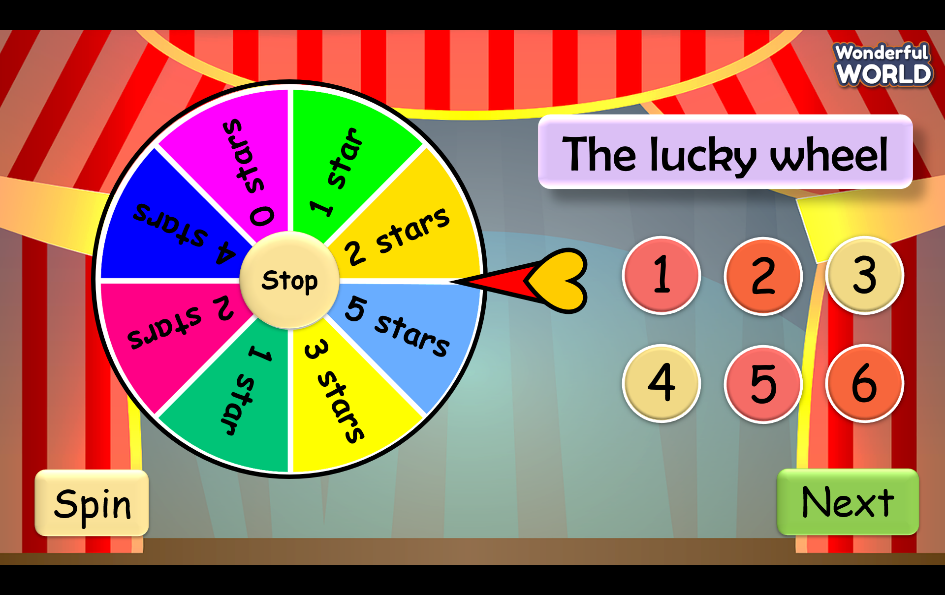 Wonderful
WORLD
The lucky wheel
0 stars
1 star
2 stars
5 stars
3 stars
1 star
2 stars
4 stars
Stop
1 2 3
4 5 6
Spin
Next